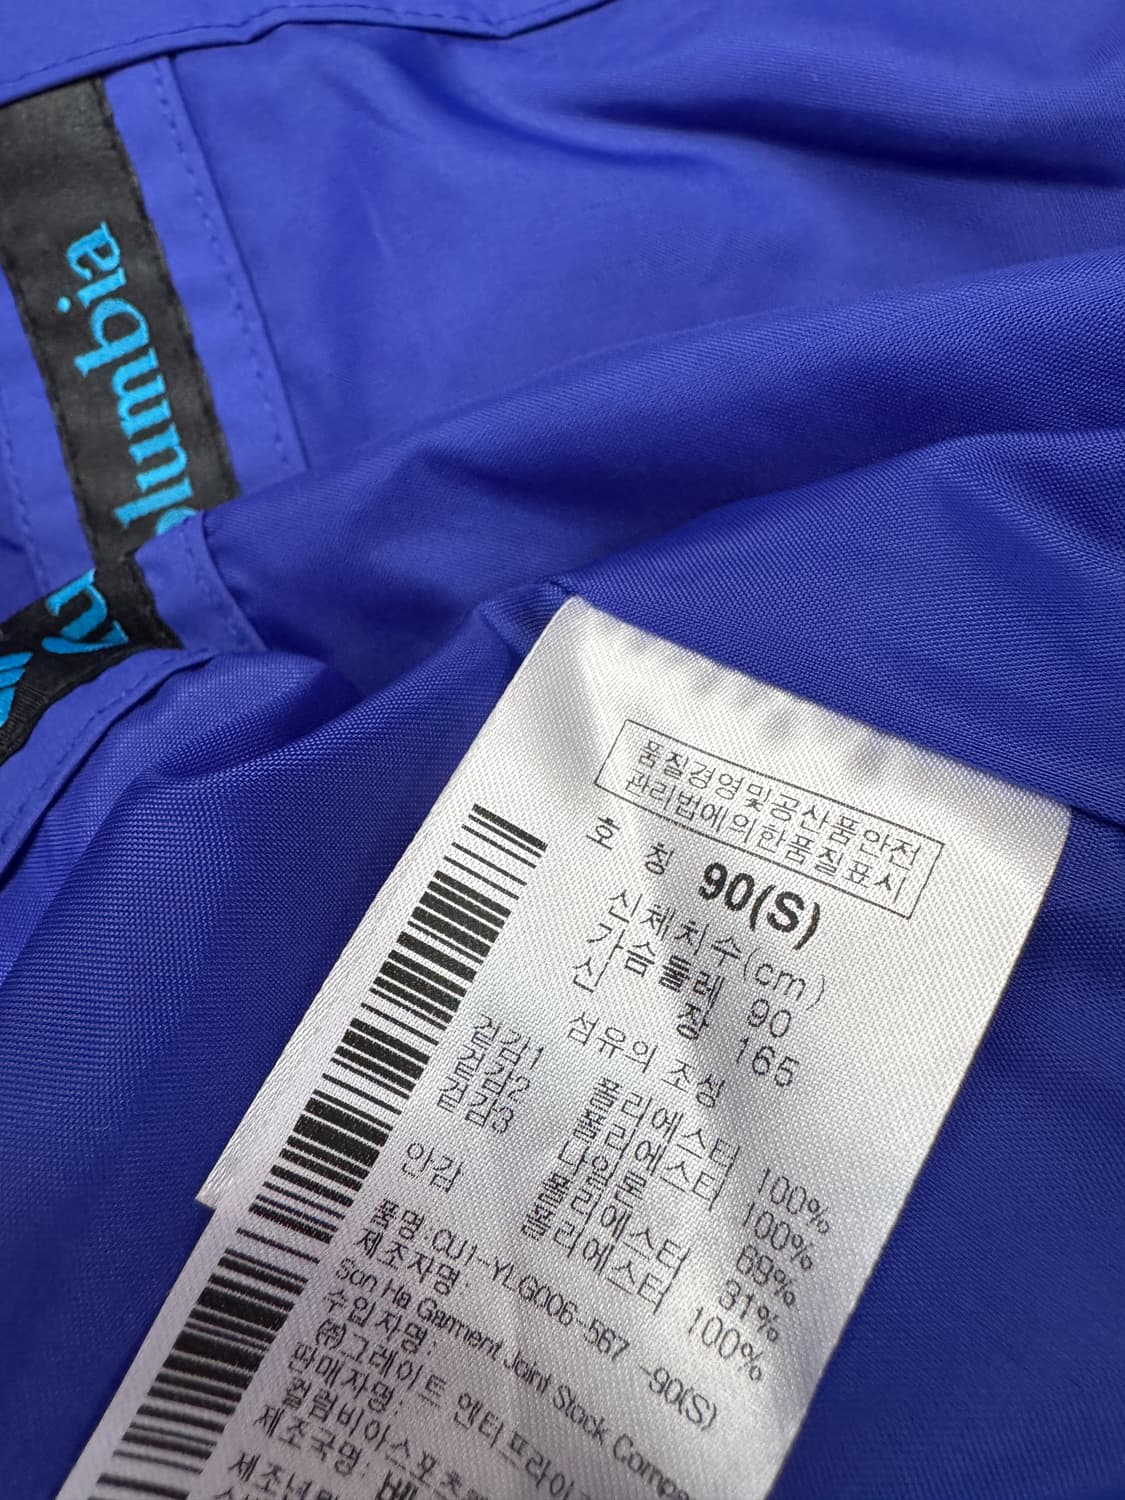 Columbia
품질경영및공산품안전
관리법에의한품질표시
호 칭 90(S)
신체치수(cm)
가슴둘레 90
신 장 165
섬유의 조성
겉감1 폴리에스터 100%
겉감2 폴리에스터 100%
겉감3 나일론 69%
폴리에스터 31%
안감 폴리에스터 100%
품명:CU1-YLG006-567 -90(S)
제조자명:
Son Ha Garment Joint Stock Compa
수입자명:
㈜그레이트 엔터프라이
판매자명:
컬럼비아스포츠
제조국명: 베
제조년